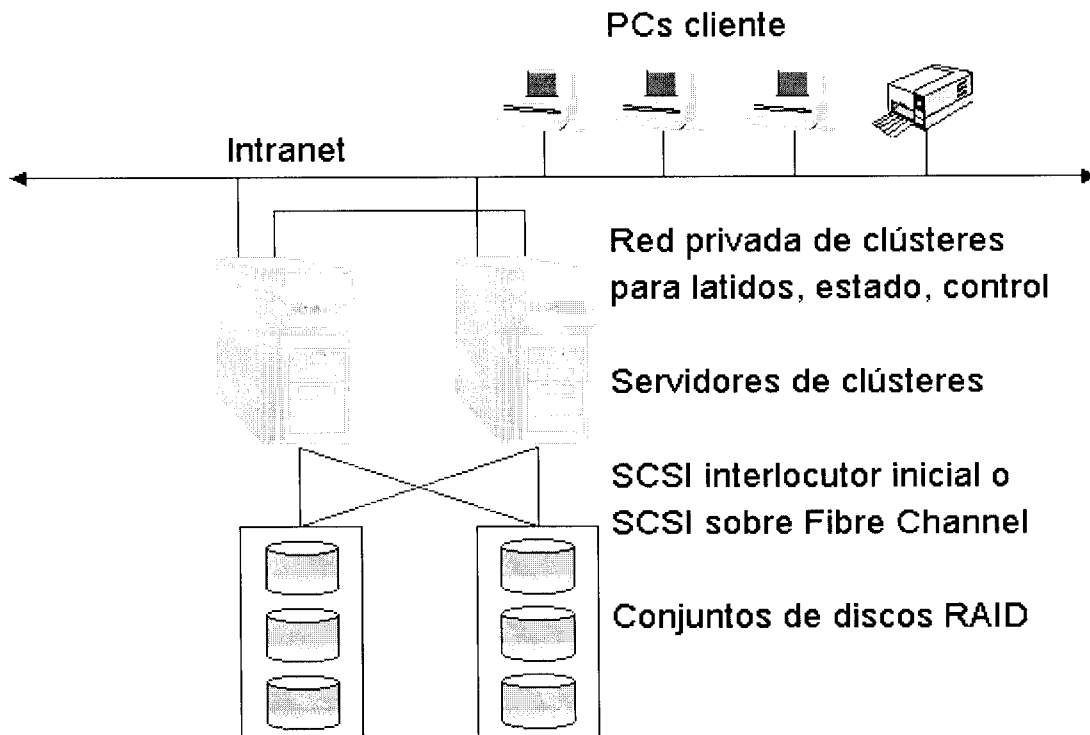 PCs cliente
Intranet
Red privada de clústeres
para latidos, estado, control
Servidores de clústeres
SCSI interlocutor inicial o
SCSI sobre Fibre Channel
Conjuntos de discos RAID